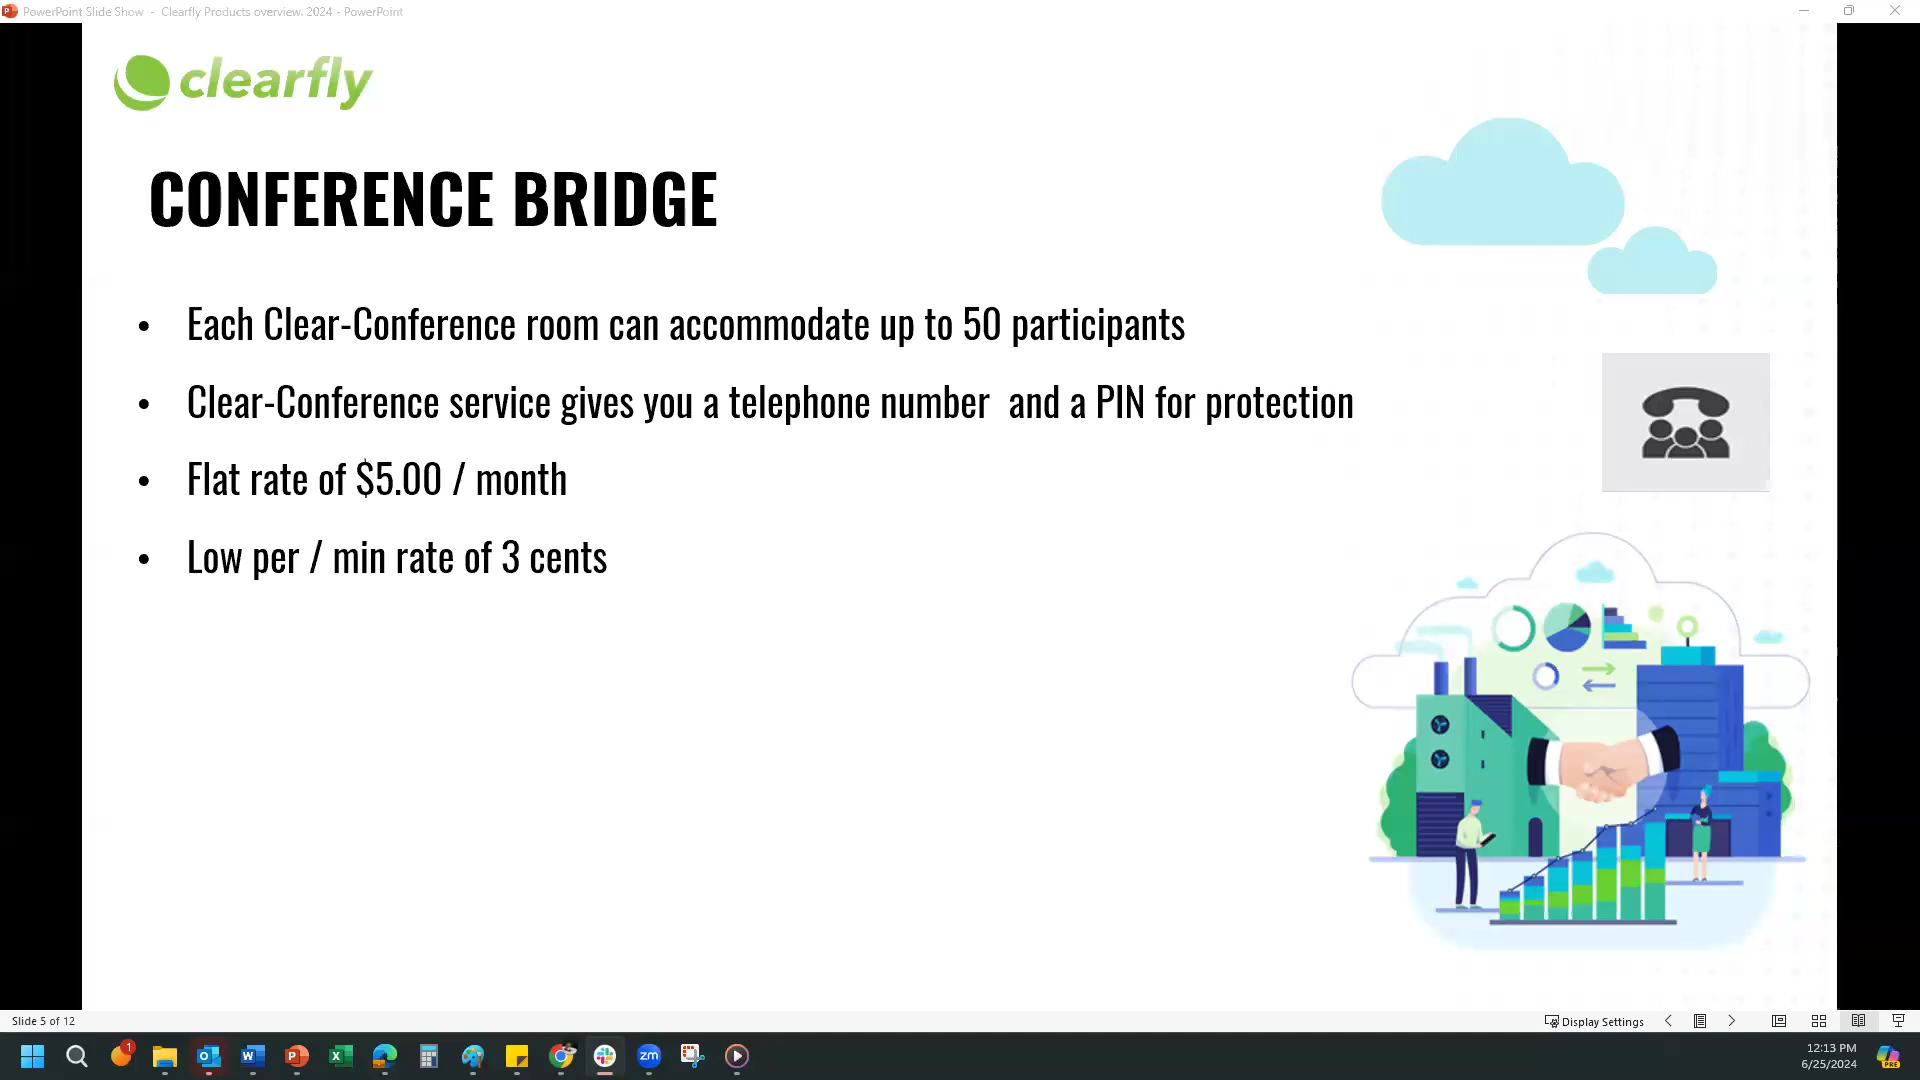 PowerPoint Slide Show - Clearfly Products overview. 2024 - PowerPoint
clearfly
CONFERENCE BRIDGE
• Each Clear-Conference room can accommodate up to 50 participants
• Clear-Conference service gives you a telephone number  and a PIN for protection
• Flat rate of $5.00 / month
• Low per / min rate of 3 cents
Slide 5 of 12
Display Settings
1
zm
12:13 PM
6/25/2024
PRE